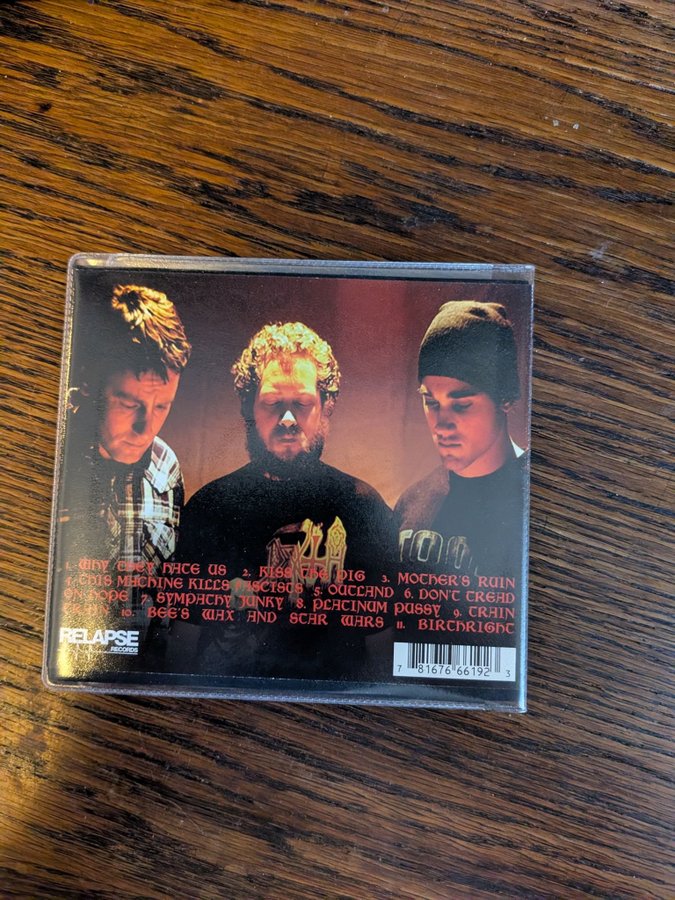 1. WHY THEY HATE US 2. KISS THE PIG 3. MOTHER'S RUIN
4. THIS MACHINE KILLS FASCISTS 5. OUTLAND 6. DON'T TREAD
ON DOPE 7. SYMPATHY JUNKY 8. PLATINUM PUSSY 9. TRAIN
TRAIN 10. BEE'S WAX AND STAR WARS 11. BIRTHRIGHT
RELAPSE
RECORDS
7 81676 66192 3